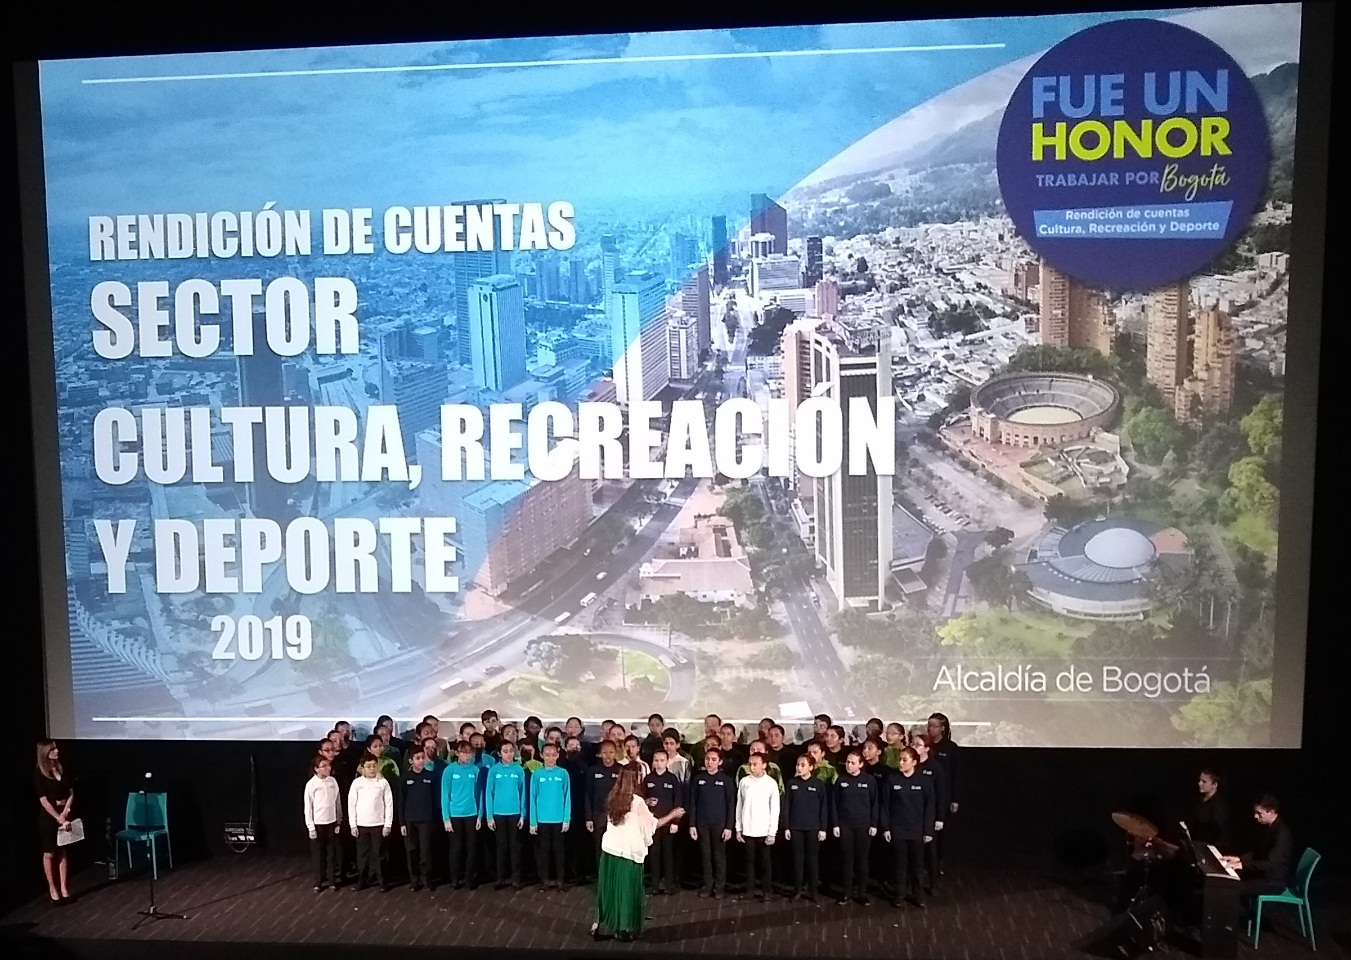 FUE UN
HONOR
TRABAJAR POR Bogotá
Rendición de cuentas
Cultura, Recreación y Deporte
RENDICIÓN DE CUENTAS
SECTOR
CULTURA, RECREACIÓN
Y DEPORTE
2019
Alcaldía de Bogotá